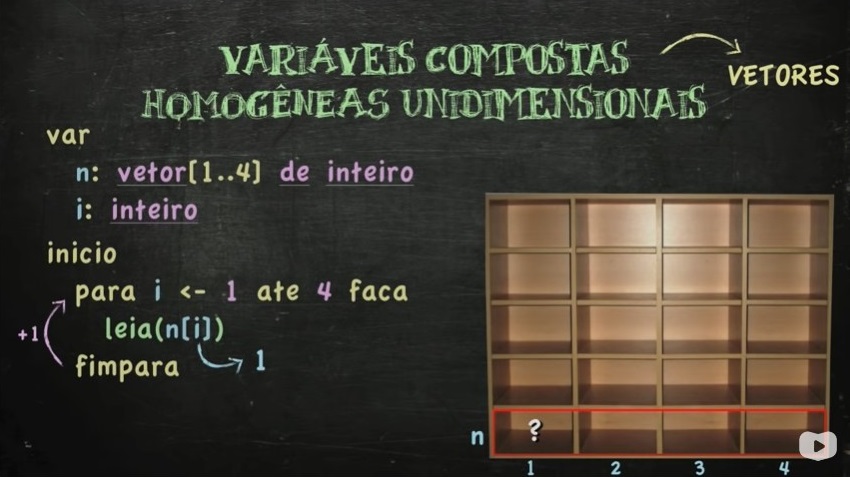 VARIÁVEIS COMPOSTAS
HOMOGÊNEAS UNIDIMENSIONAIS
VETORES
var
n: vetor[1..4] de inteiro
i: inteiro
inicio
para i <- 1 ate 4 faca
leia(n[i])
+1
fimpara
1
n
?
1 2 3 4